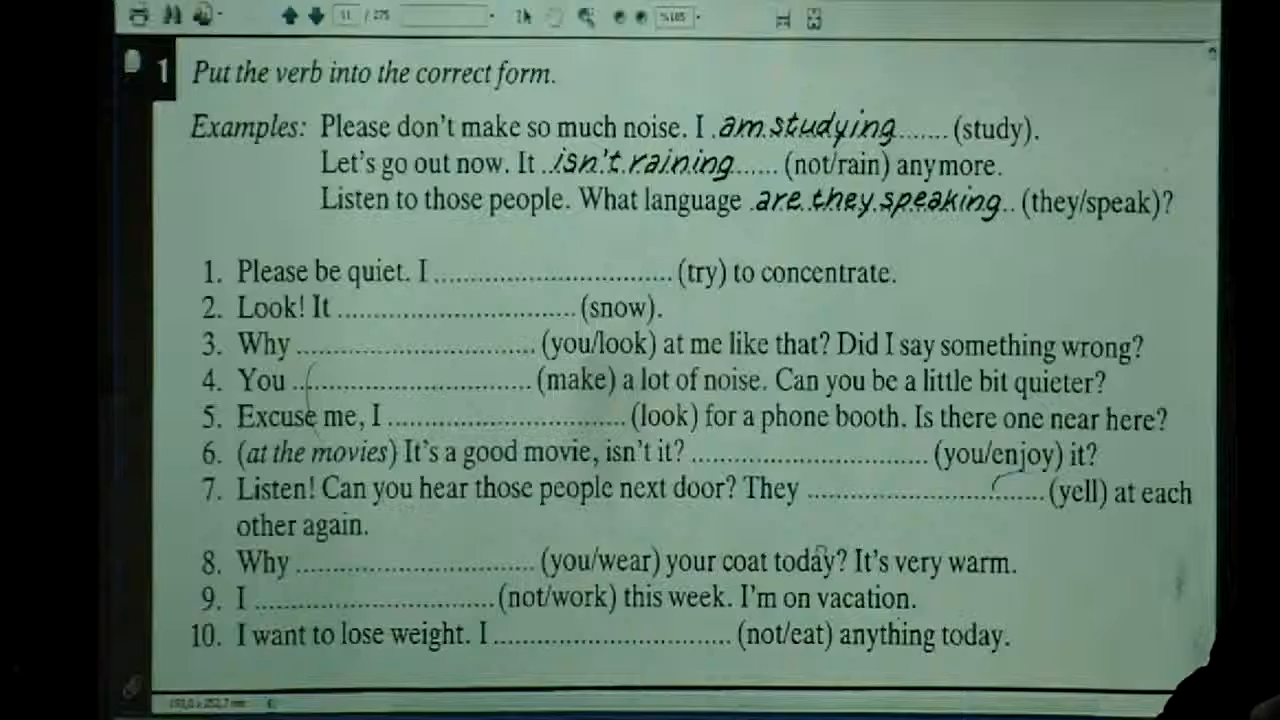 11 / 275
%165
1 Put the verb into the correct form.
Examples: Please don't make so much noise. I .am.studying....... (study).
Let's go out now. It ..isn't.raining...... (not/rain) anymore.
Listen to those people. What language .are.they.speaking.. (they/speak)?
1. Please be quiet. I ................................ (try) to concentrate.
2. Look! It ................................ (snow).
3. Why ................................ (you/look) at me like that? Did I say something wrong?
4. You ................................ (make) a lot of noise. Can you be a little bit quieter?
5. Excuse me, I ................................ (look) for a phone booth. Is there one near here?
6. (at the movies) It's a good movie, isn't it? ................................ (you/enjoy) it?
7. Listen! Can you hear those people next door? They ................................ (yell) at each
other again.
8. Why ................................ (you/wear) your coat today? It's very warm.
9. I ................................ (not/work) this week. I'm on vacation.
10. I want to lose weight. I ................................ (not/eat) anything today.